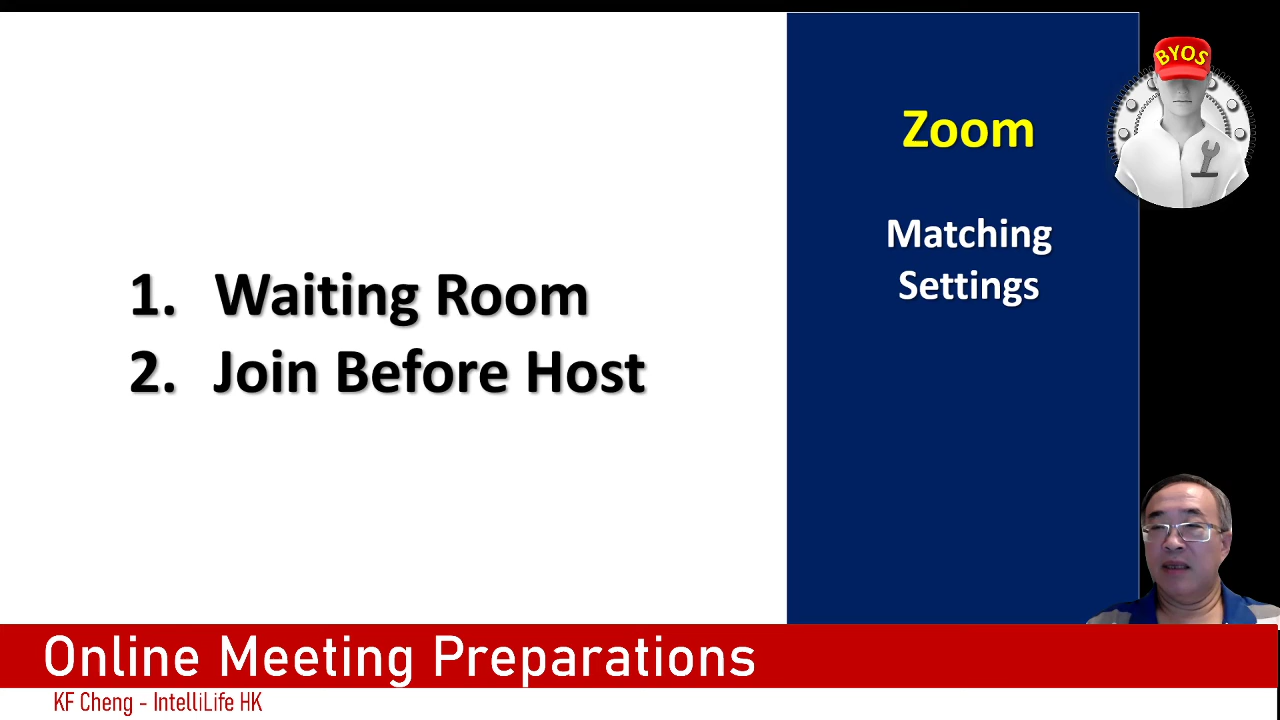 1. Waiting Room
2. Join Before Host
Zoom
Matching
Settings
BYOS
Online Meeting Preparations
KF Cheng - IntelliLife HK